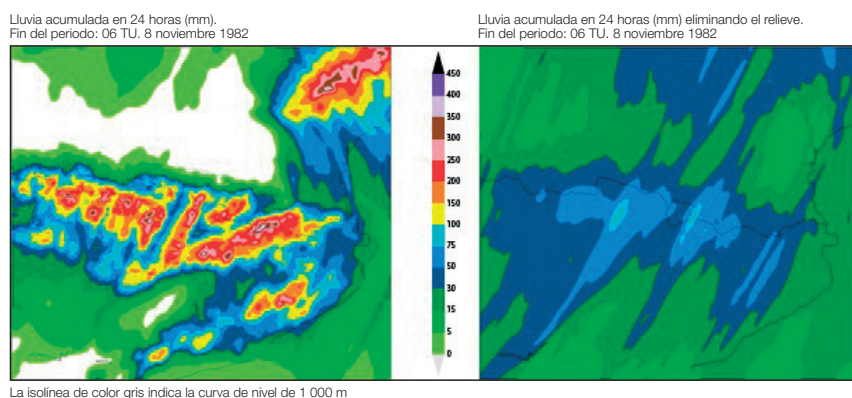 Lluvia acumulada en 24 horas (mm).
Fin del periodo: 06 TU. 8 noviembre 1982
Lluvia acumulada en 24 horas (mm) eliminando el relieve.
Fin del periodo: 06 TU. 8 noviembre 1982
450
400
350
300
250
200
150
100
75
50
30
15
5
0
La isolínea de color gris indica la curva de nivel de 1 000 m